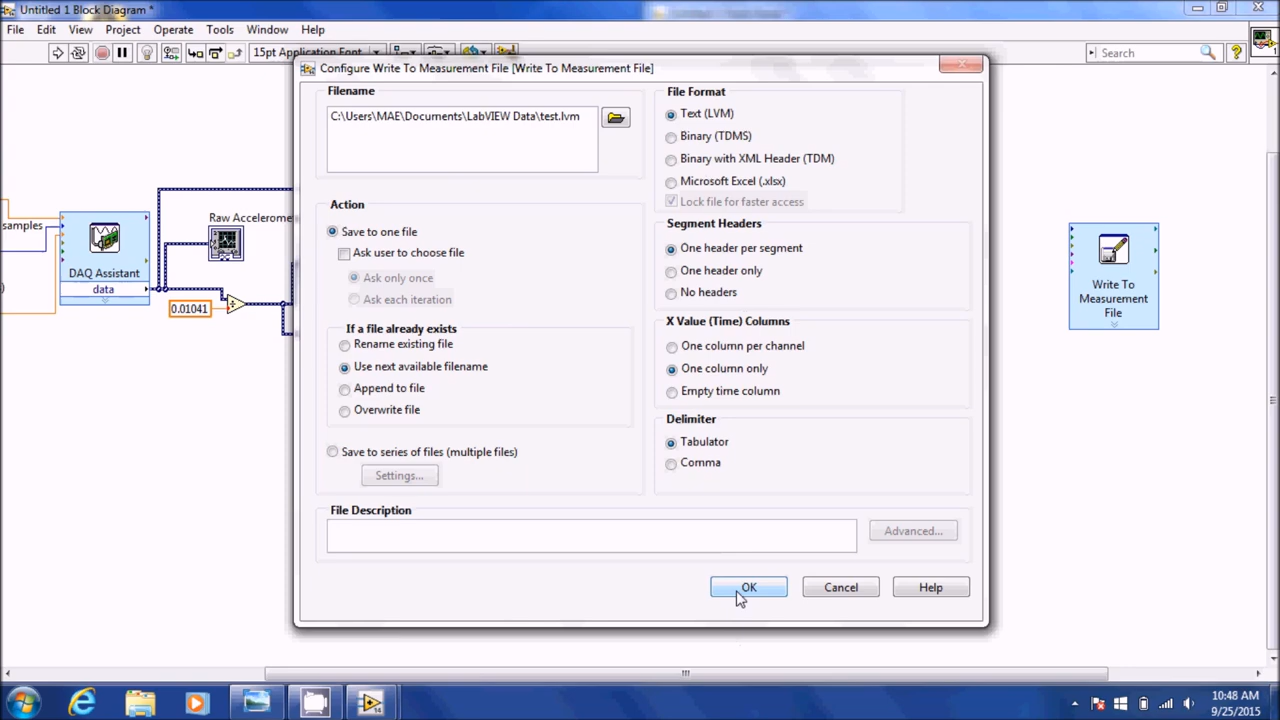 Untitled 1 Block Diagram *
File Edit View Project Operate Tools Window Help
15pt Application Font
Search
Configure Write To Measurement File [Write To Measurement File]
Filename
C:\Users\MAE\Documents\LabVIEW Data\test.lvm
Action
Save to one file
Ask user to choose file
Ask only once
Ask each iteration
If a file already exists
Rename existing file
Use next available filename
Append to file
Overwrite file
Save to series of files (multiple files)
Settings...
File Format
Text (LVM)
Binary (TDMS)
Binary with XML Header (TDM)
Microsoft Excel (.xlsx)
Lock file for faster access
Segment Headers
One header per segment
One header only
No headers
X Value (Time) Columns
One column per channel
One column only
Empty time column
Delimiter
Tabulator
Comma
File Description
Advanced...
OK Cancel Help
samples
DAQ Assistant
data
Raw Accelerome
0.01041
Write To
Measurement
File
10:48 AM
9/25/2015